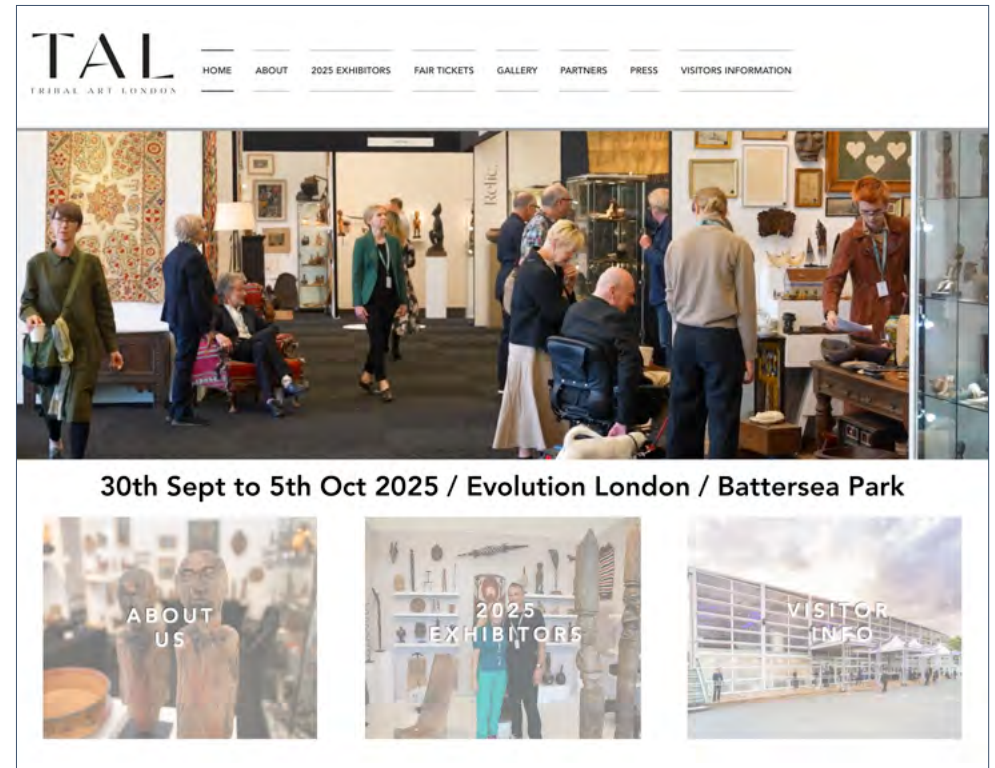 TAL
TRIBAL ART LONDON
HOME ABOUT 2025 EXHIBITORS FAIR TICKETS GALLERY PARTNERS PRESS VISITORS INFORMATION
Relic.
30th Sept to 5th Oct 2025 / Evolution London / Battersea Park
ABOUT
US
2025
EXHIBITORS
VISITOR
INFO